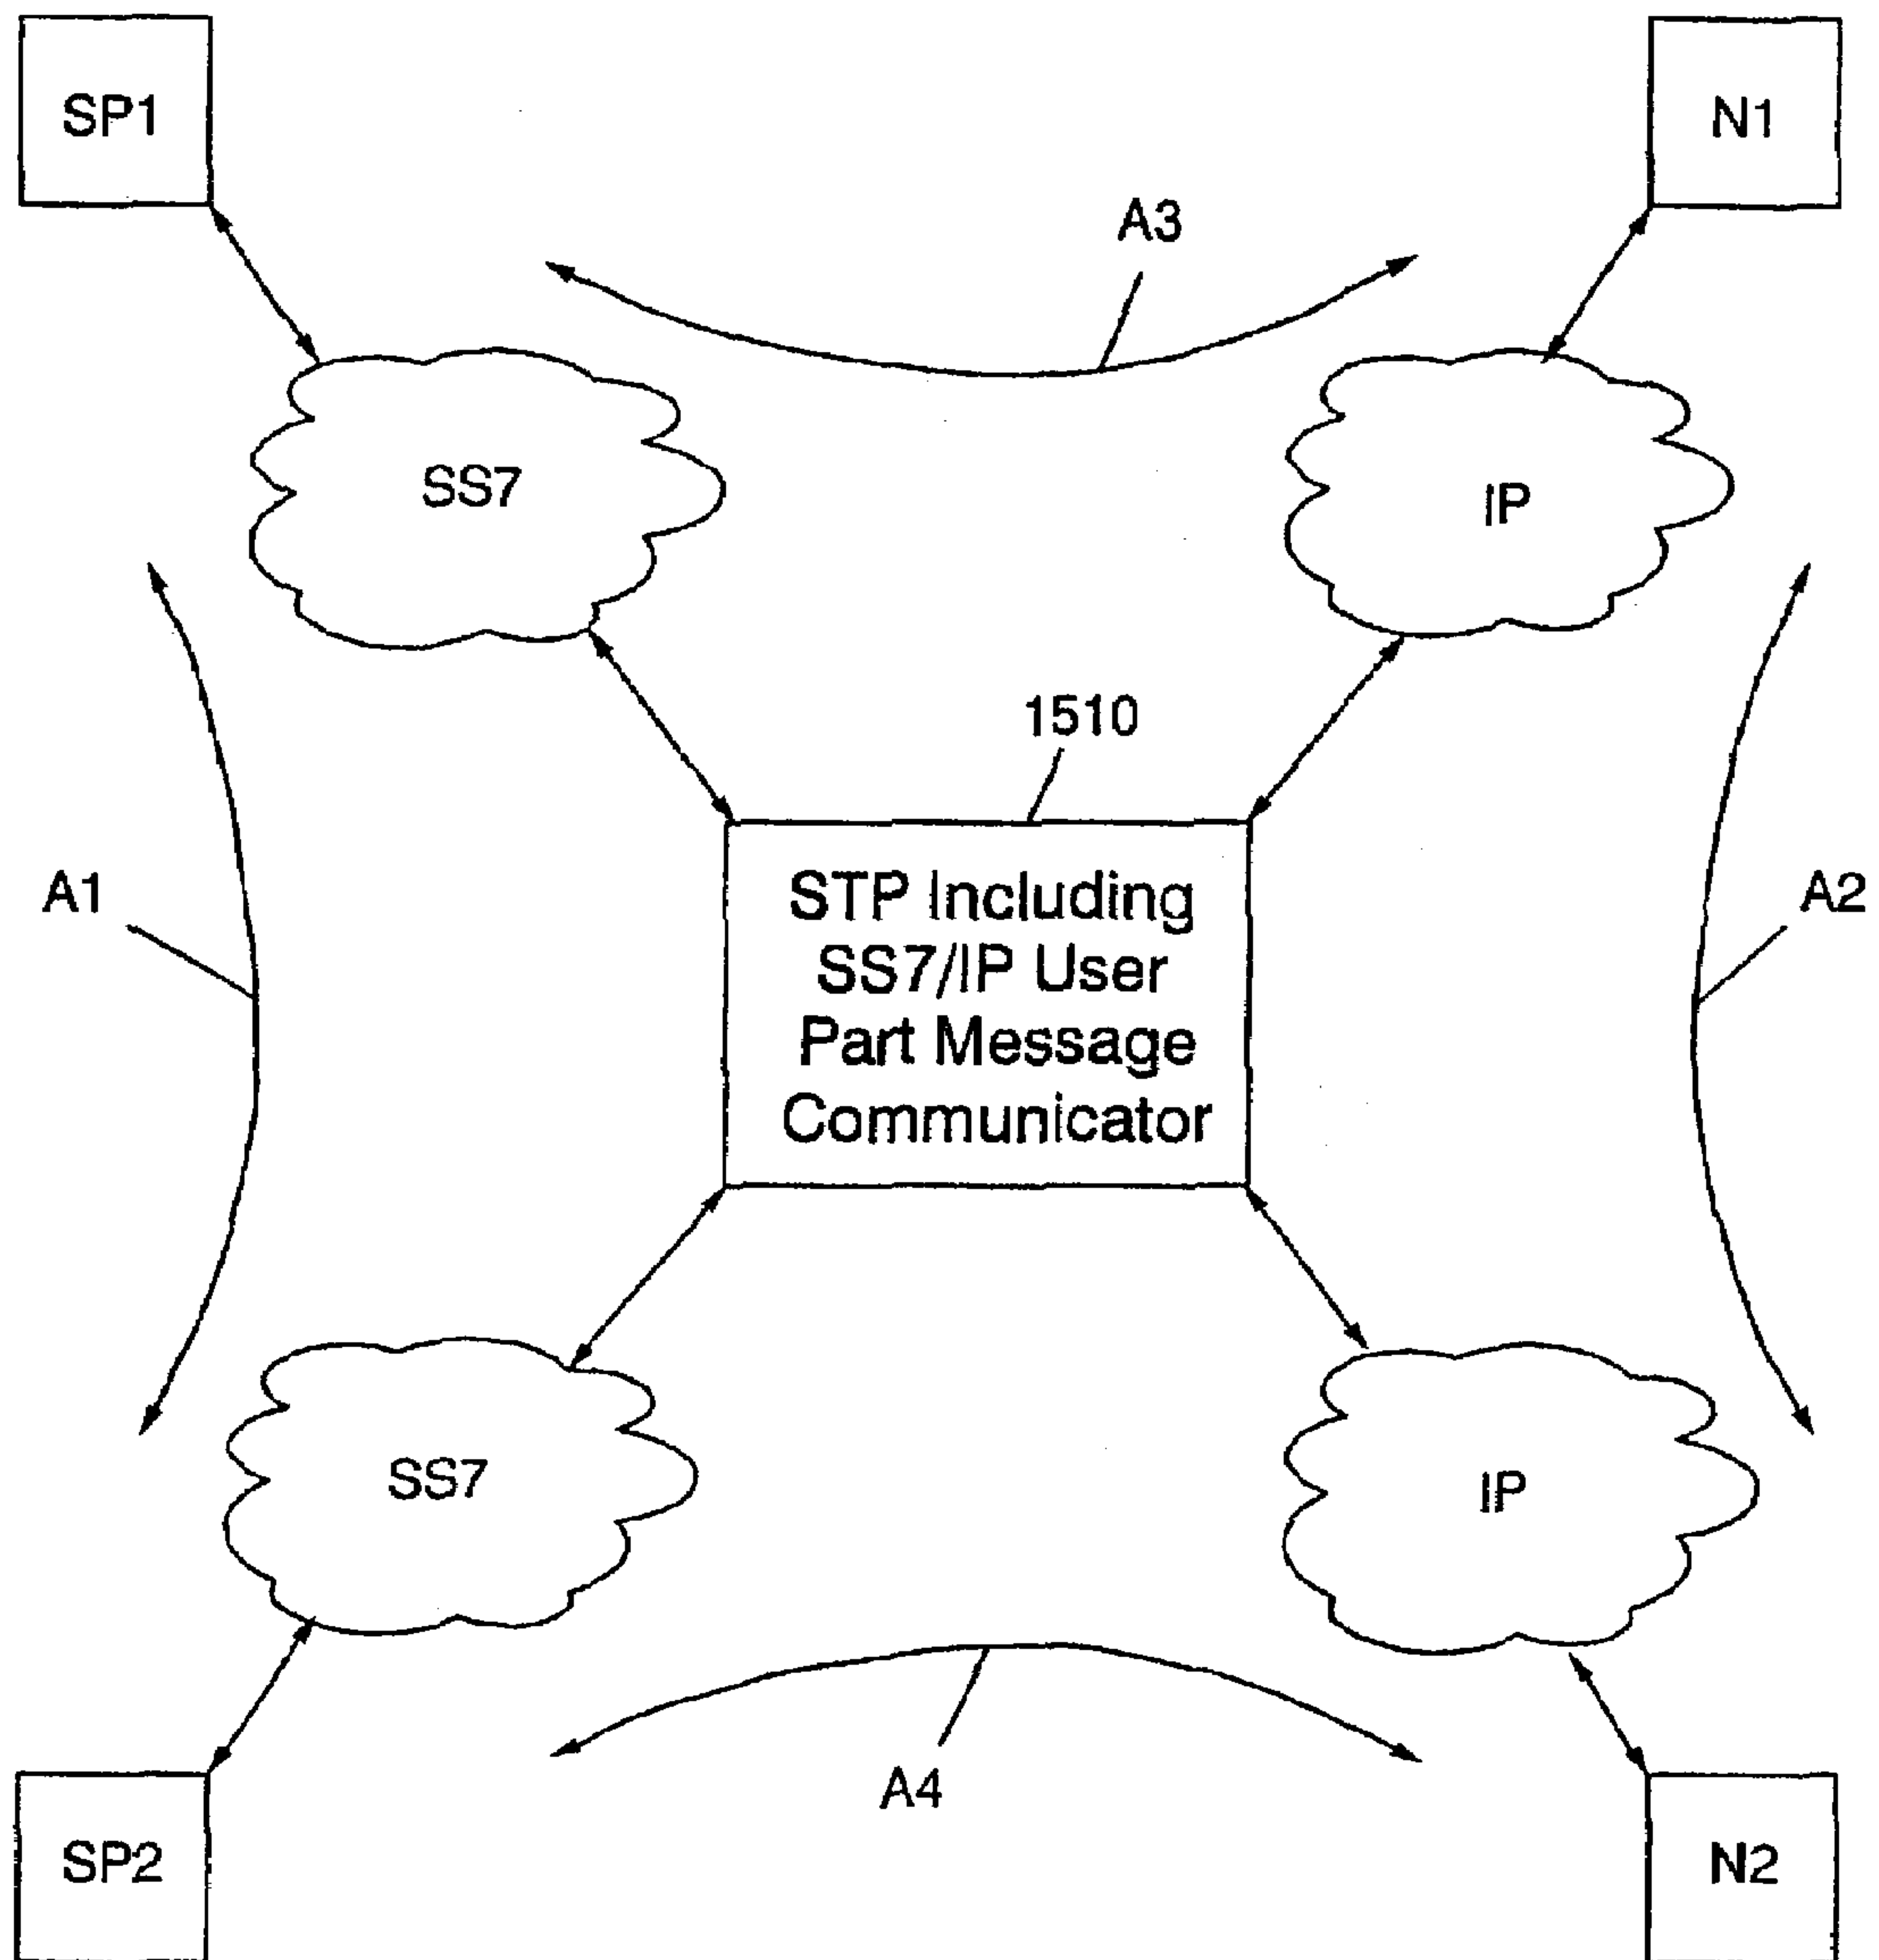 SP1
N1
A3
SS7
IP
1510
A1
STP Including
SS7/IP User
Part Message
Communicator
A2
SS7
IP
A4
SP2
N2